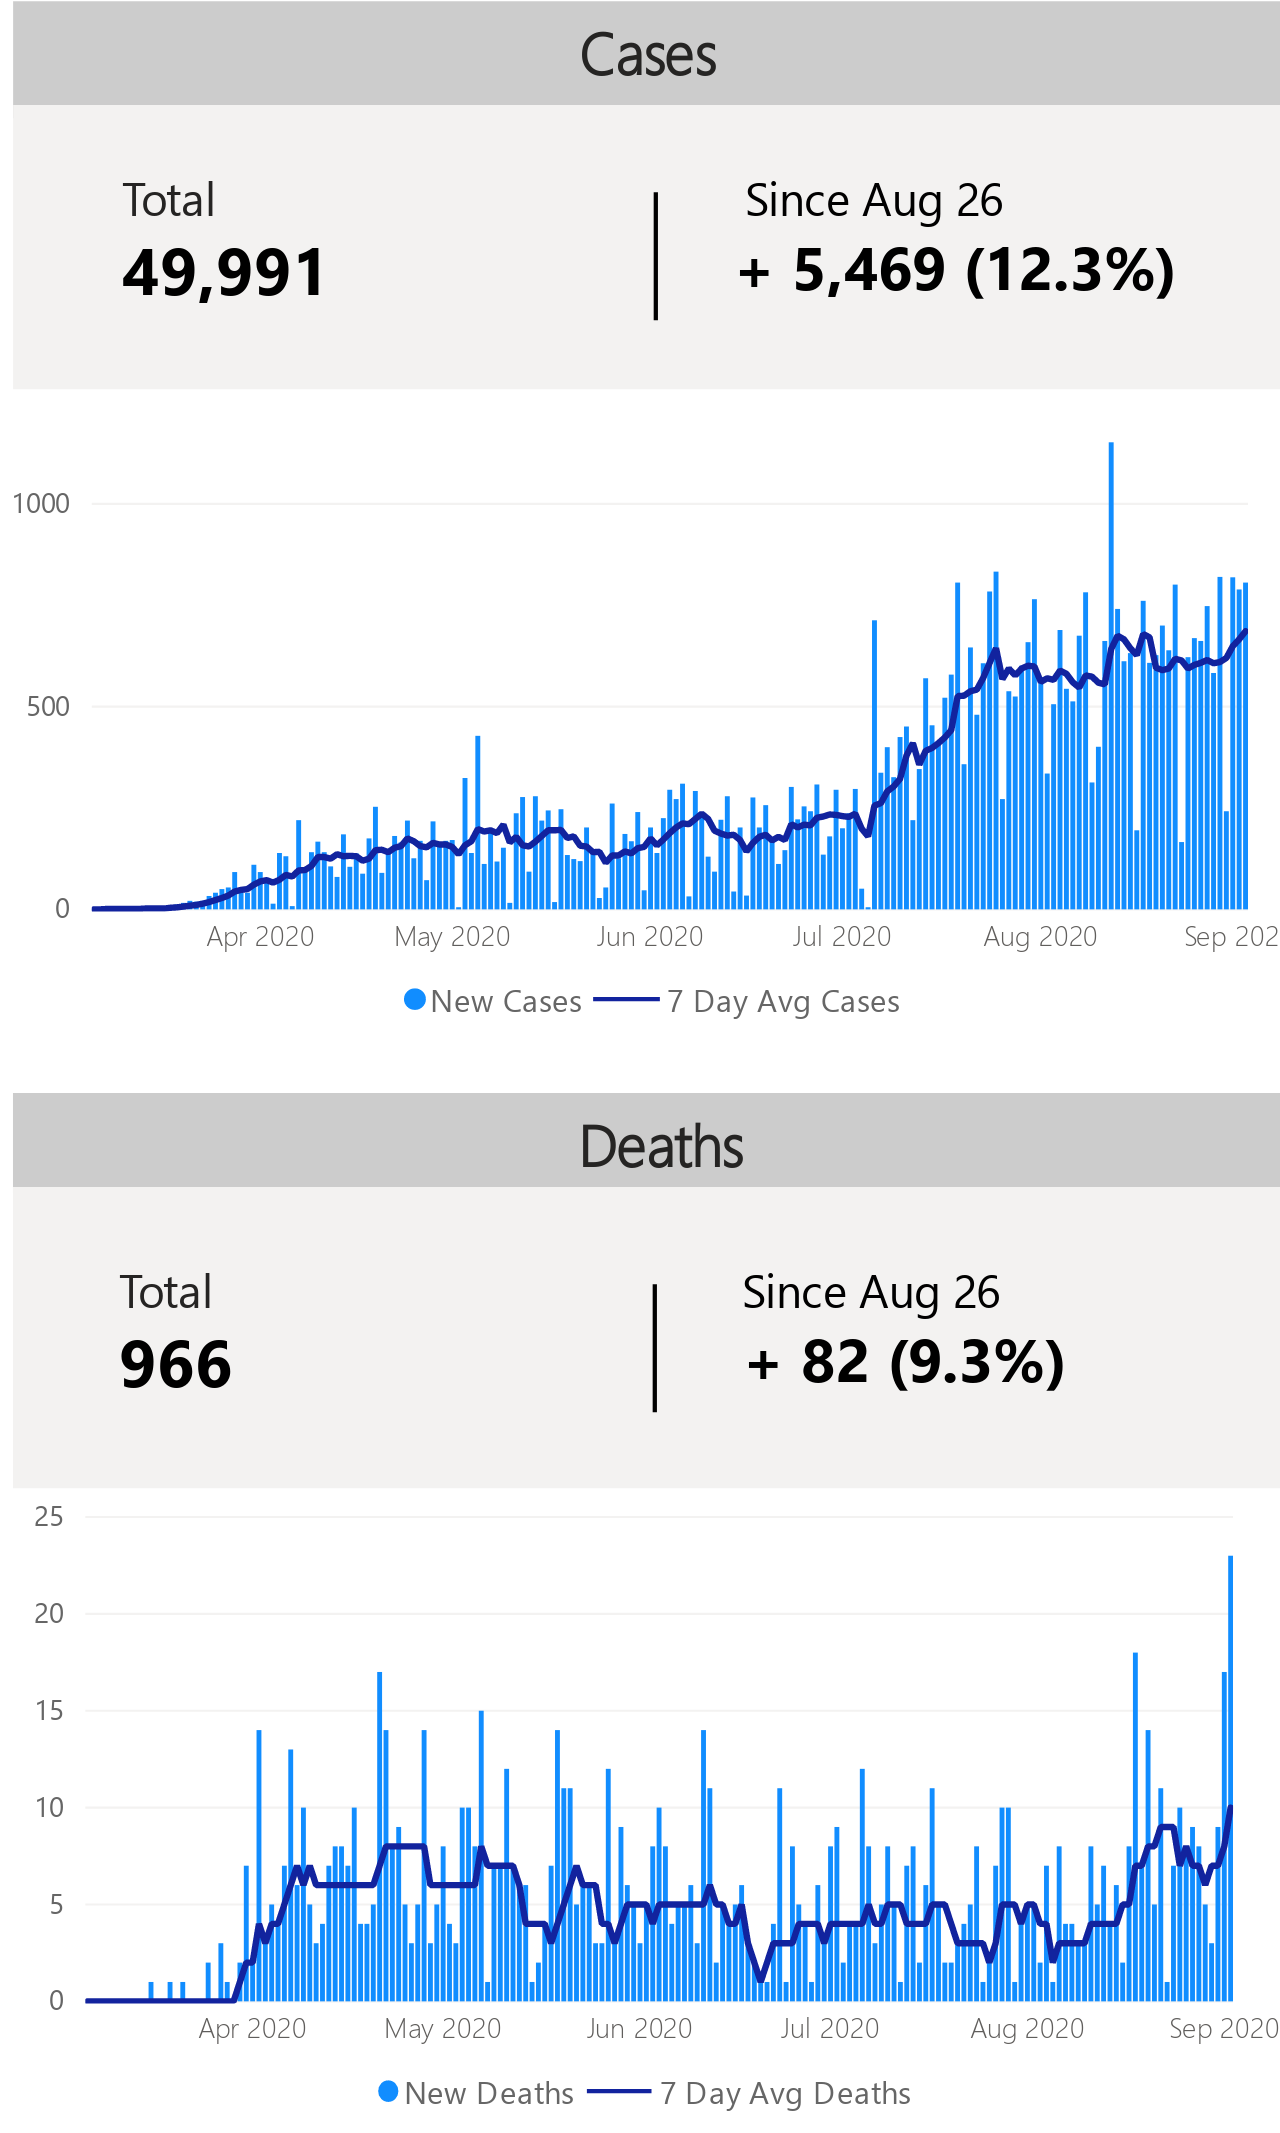 Cases
Total
Since Aug 26
49,991
+ 5,469 (12.3%)
1000
500
0
Apr 2020 May 2020 Jun 2020 Jul 2020 Aug 2020 Sep 202
New Cases 7 Day Avg Cases
Deaths
Total
Since Aug 26
966
+ 82 (9.3%)
25
20
15
10
5
0
Apr 2020 May 2020 Jun 2020 Jul 2020 Aug 2020 Sep 2020
New Deaths 7 Day Avg Deaths